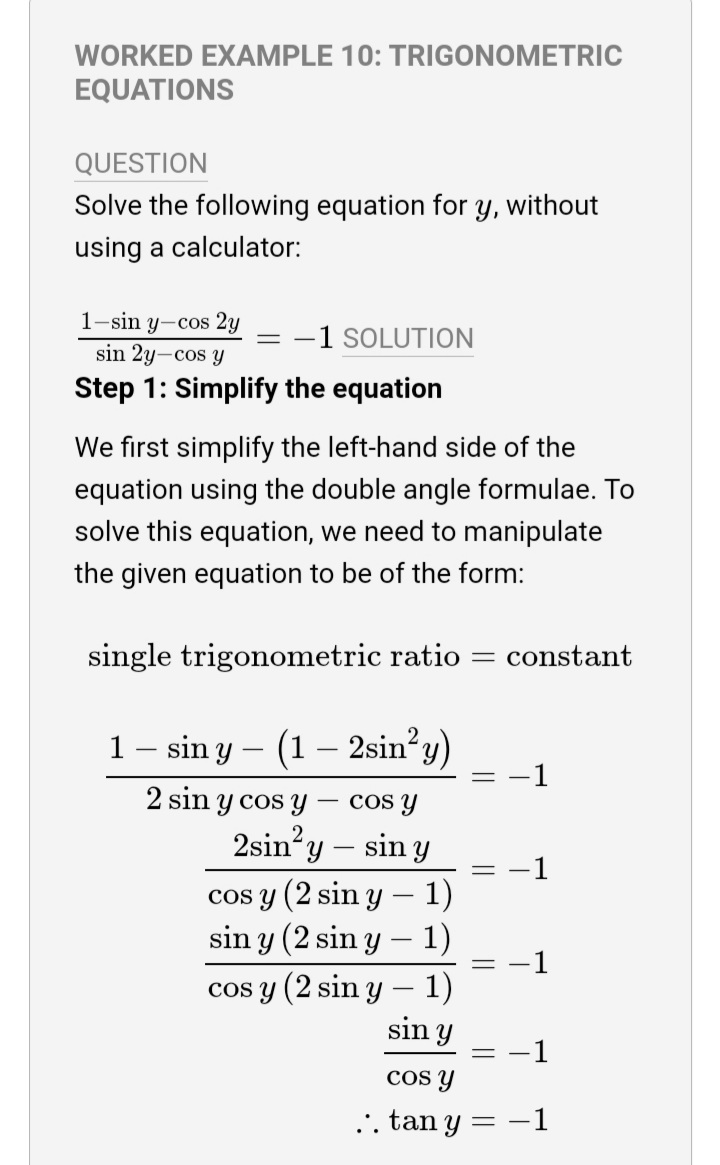 WORKED EXAMPLE 10: TRIGONOMETRIC
EQUATIONS
QUESTION
Solve the following equation for y, without
using a calculator:
\frac{1-\sin y-\cos 2y}{\sin 2y-\cos y} = -1 SOLUTION
Step 1: Simplify the equation
We first simplify the left-hand side of the
equation using the double angle formulae. To
solve this equation, we need to manipulate
the given equation to be of the form:
single trigonometric ratio = constant
\frac{1 - \sin y - (1 - 2\sin^2 y)}{2 \sin y \cos y - \cos y} = -1
\frac{2\sin^2 y - \sin y}{\cos y (2 \sin y - 1)} = -1
\frac{\sin y (2 \sin y - 1)}{\cos y (2 \sin y - 1)} = -1
\frac{\sin y}{\cos y} = -1
∴ tan y = −1